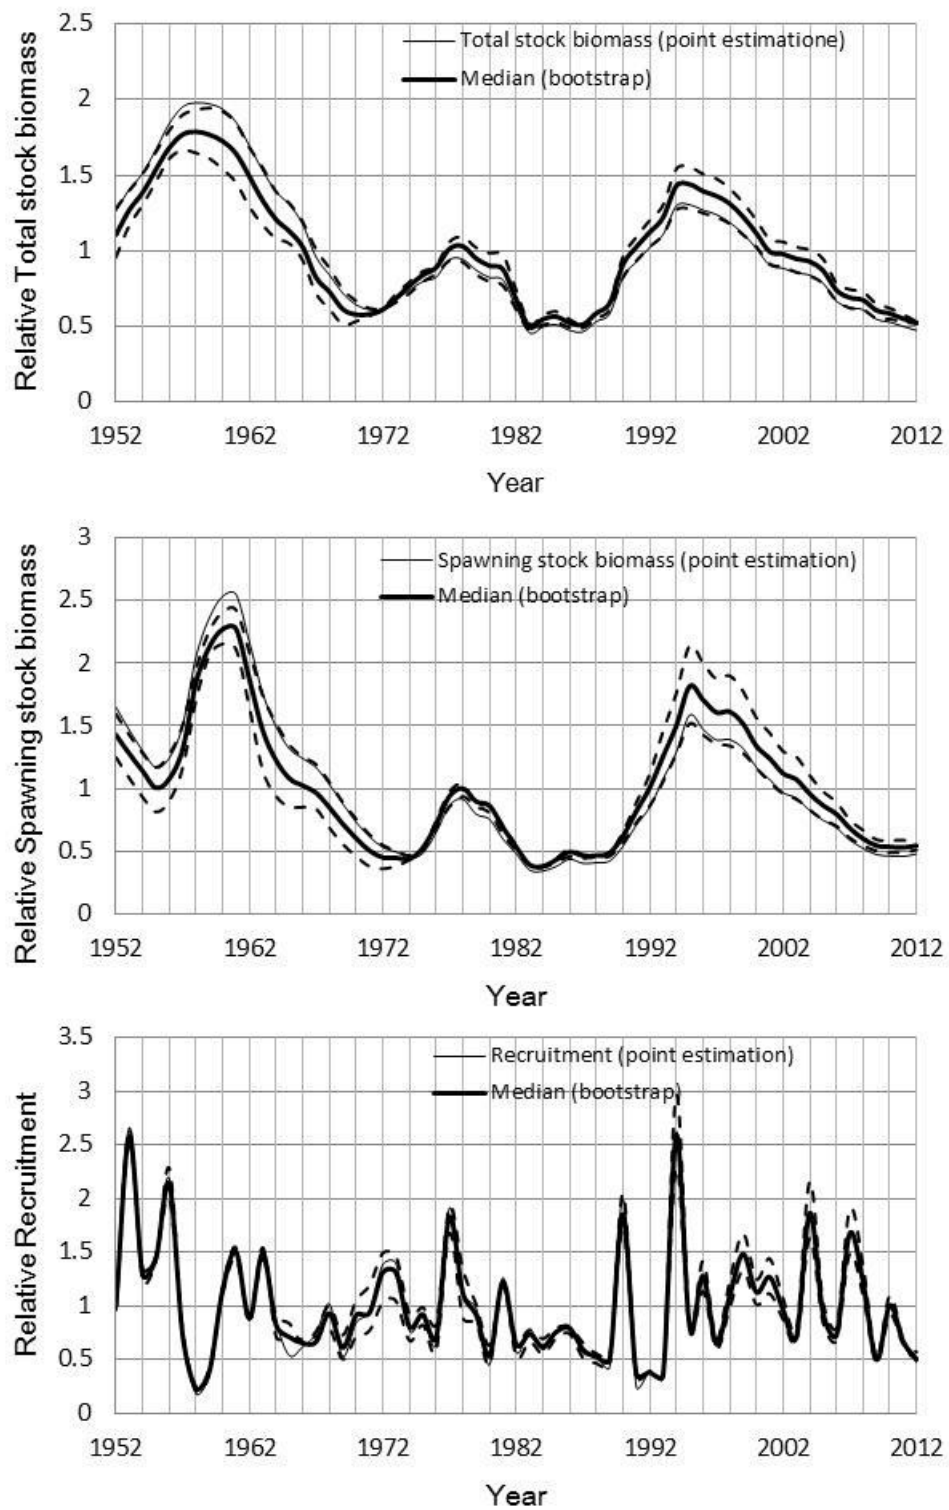 Relative Total stock biomass
2.5
2
1.5
1
0.5
0
Total stock biomass (point estimatione)
Median (bootstrap)
1952 1962 1972 1982 1992 2002 2012
Year
Relative Spawning stock biomass
3
2.5
2
1.5
1
0.5
0
Spawning stock biomass (point estimation)
Median (bootstrap)
1952 1962 1972 1982 1992 2002 2012
Year
Relative Recruitment
3.5
3
2.5
2
1.5
1
0.5
0
Recruitment (point estimation)
Median (bootstrap)
1952 1962 1972 1982 1992 2002 2012
Year